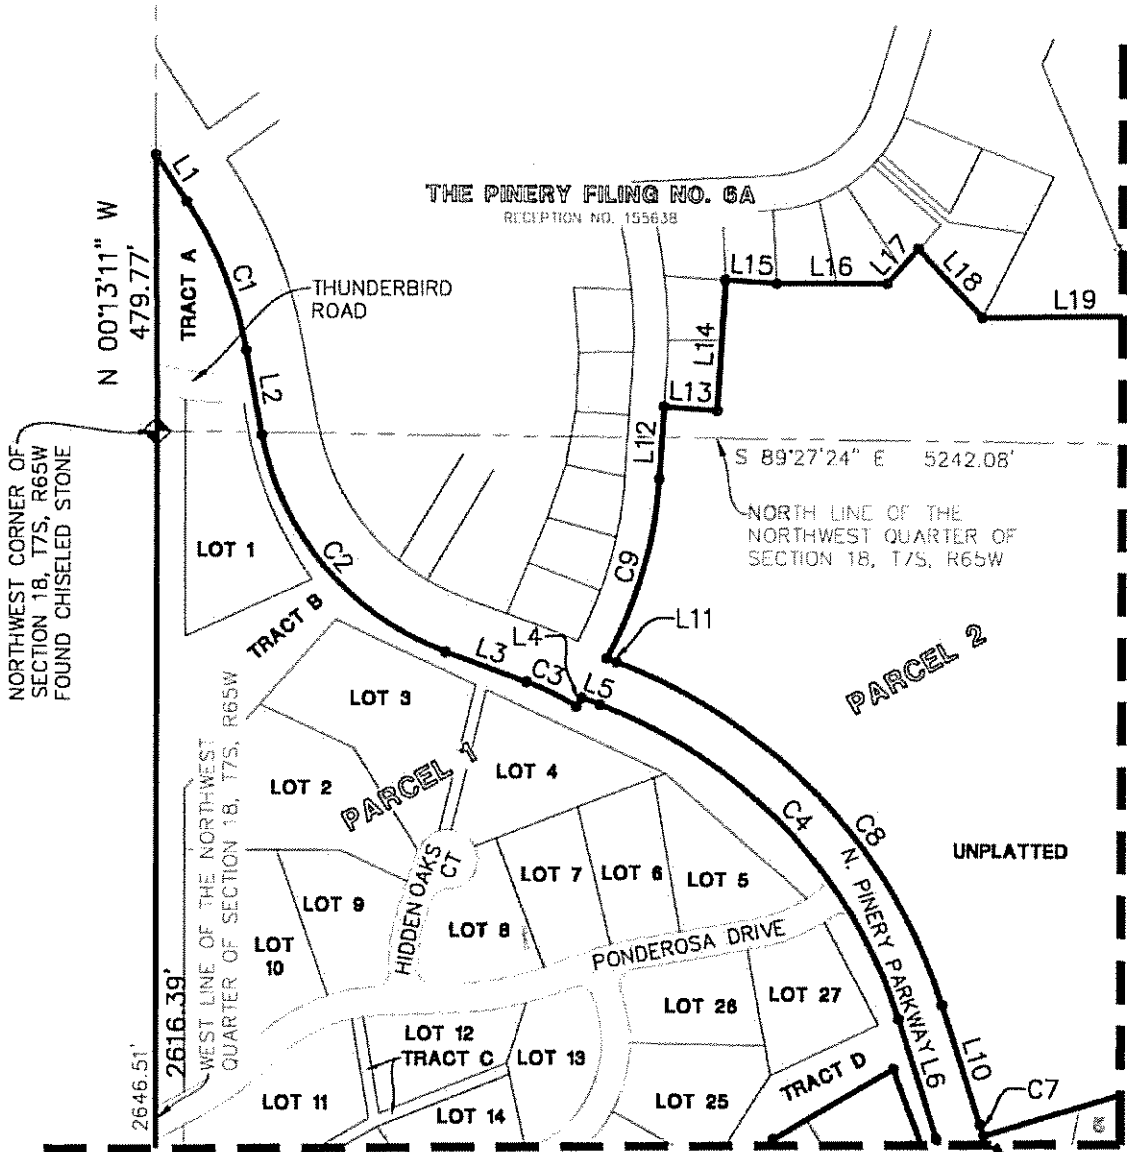 THE PINERY FILING NO. 6A
RECEPTION NO. 155638
L1
C1
L2
TRACT A
N 00°13'11" W
479.77'
THUNDERBIRD
ROAD
L15
L16
L17
L18
L19
L14
L13
L12
S 89°27'24" E 5242.08'
NORTH LINE OF THE
NORTHWEST QUARTER OF
SECTION 18, T7S, R65W
NORTHWEST CORNER OF
SECTION 18, T7S, R65W
FOUND CHISELED STONE
LOT 1
C2
C9
TRACT B
L4
L11
L3
C3
L5
PARCEL 2
LOT 3
LOT 4
LOT 2
PARCEL 1
C4
C8
UNPLATTED
N. PINERY PARKWAY
HIDDEN OAKS
CT
LOT 7
LOT 6
LOT 5
LOT 9
LOT 8
LOT
10
PONDEROSA DRIVE
LOT 26
LOT 27
LOT 12
TRACT C
LOT 13
LOT 11
LOT 14
LOT 25
TRACT D
L6
L10
C7
2646.51'
2616.39'
WEST LINE OF THE NORTHWEST
QUARTER OF SECTION 18, T7S, R65W